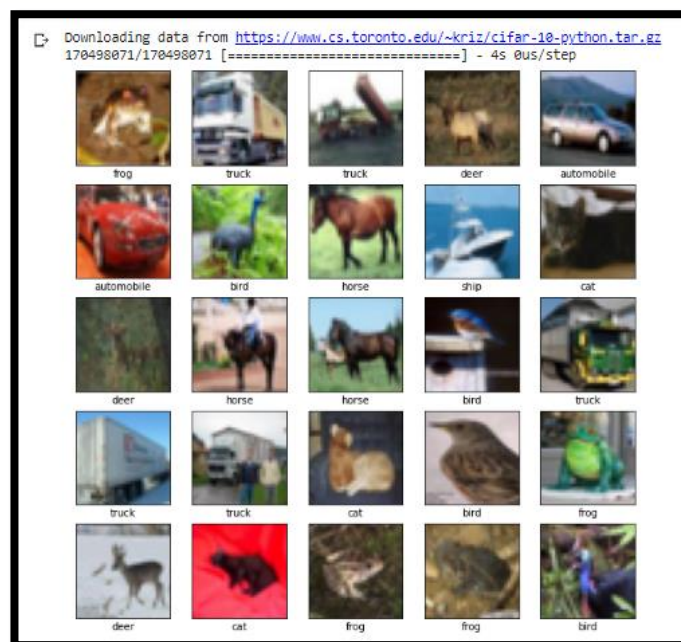 Downloading data from https://www.cs.toronto.edu/~kriz/cifar-10-python.tar.gz
170498071/170498071 [==============================] - 4s 0us/step
frog truck truck deer automobile
automobile bird horse ship cat
deer horse horse bird truck
truck truck cat bird frog
deer cat frog frog bird